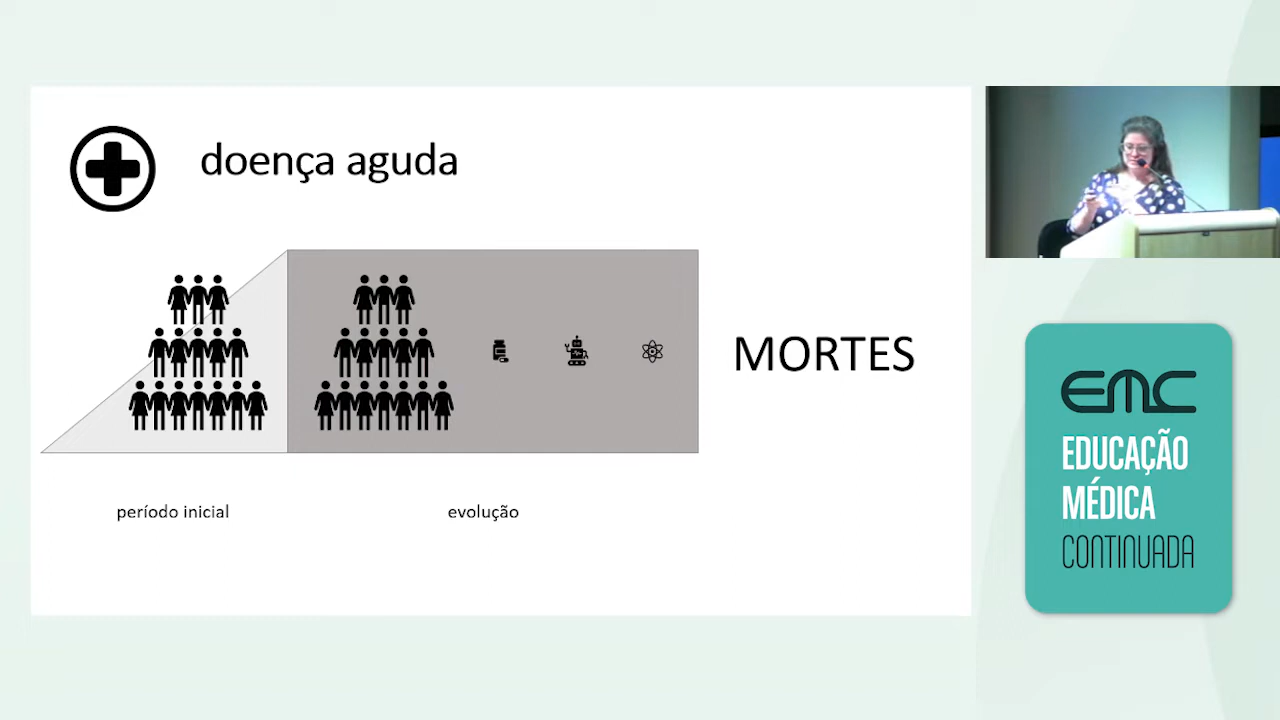 doença aguda
MORTES
período inicial
evolução
EMC
EDUCAÇÃO
MÉDICA
CONTINUADA